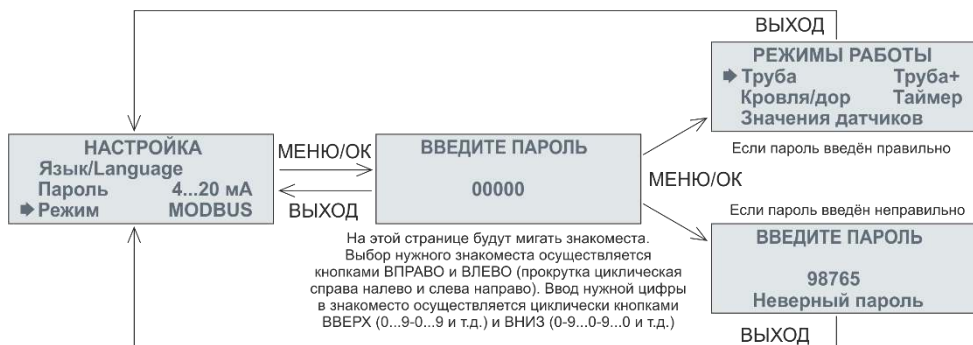 НАСТРОЙКА
Язык/Language
Пароль 4...20 мА
Режим MODBUS
МЕНЮ/ОК
ВЫХОД
ВВЕДИТЕ ПАРОЛЬ
00000
На этой странице будут мигать знакоместа.
Выбор нужного знакоместа осуществляется
кнопками ВПРАВО и ВЛЕВО (прокрутка циклическая
справа налево и слева направо). Ввод нужной цифры
в знакоместо осуществляется циклически кнопками
ВВЕРХ (0...9-0...9 и т.д.) и ВНИЗ (0-9...0-9...0 и т.д.)
МЕНЮ/ОК
ВЫХОД
РЕЖИМЫ РАБОТЫ
Труба Труба+
Кровля/дор Таймер
Значения датчиков
Если пароль введён правильно
Если пароль введён неправильно
ВВЕДИТЕ ПАРОЛЬ
98765
Неверный пароль
ВЫХОД